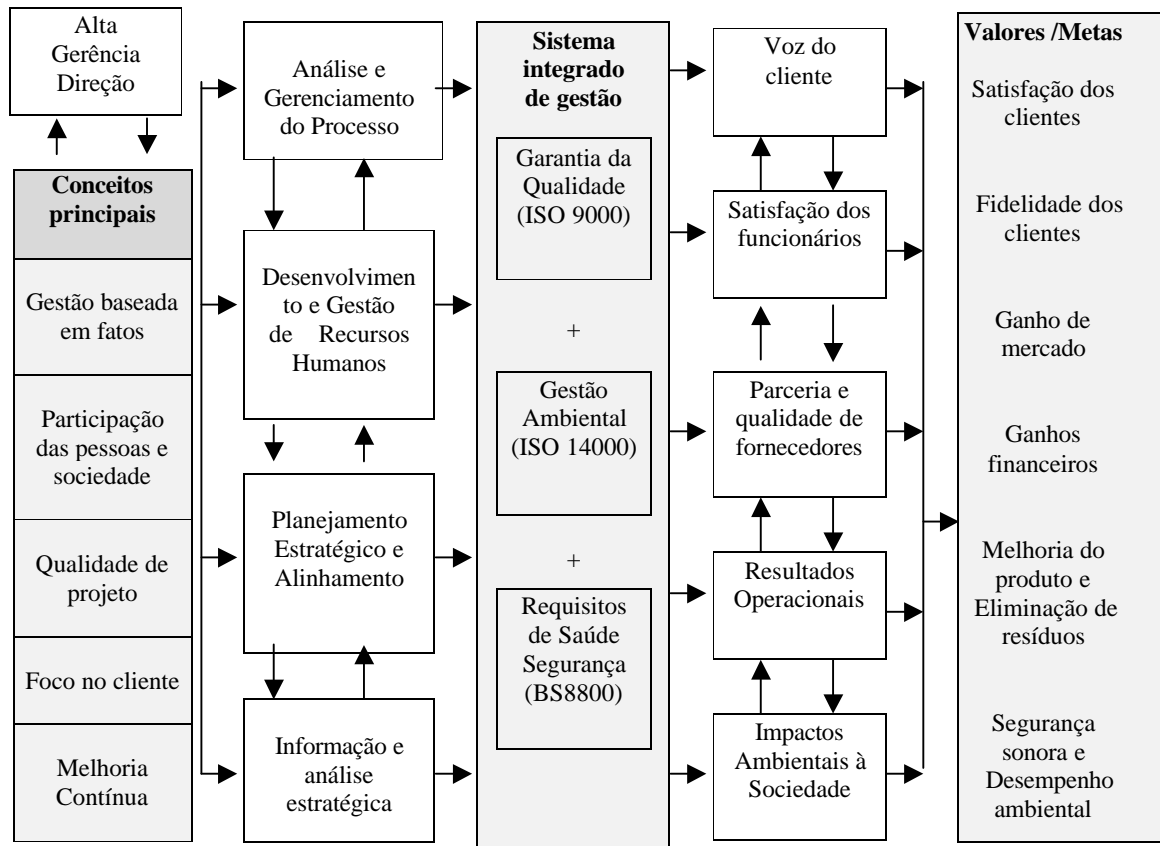 Alta
Gerência
Direção
Conceitos
principais
Gestão baseada
em fatos
Participação
das pessoas e
sociedade
Qualidade de
projeto
Foco no cliente
Melhoria
Contínua
Análise e
Gerenciamento
do Processo
Desenvolvimen
to e Gestão
de Recursos
Humanos
Planejamento
Estratégico e
Alinhamento
Informação e
análise
estratégica
Sistema
integrado
de gestão
Garantia da
Qualidade
(ISO 9000)
+
Gestão
Ambiental
(ISO 14000)
+
Requisitos
de Saúde
Segurança
(BS8800)
Voz do
cliente
Satisfação dos
funcionários
Parceria e
qualidade de
fornecedores
Resultados
Operacionais
Impactos
Ambientais à
Sociedade
Valores /Metas
Satisfação dos
clientes
Fidelidade dos
clientes
Ganho de
mercado
Ganhos
financeiros
Melhoria do
produto e
Eliminação de
resíduos
Segurança
sonora e
Desempenho
ambiental